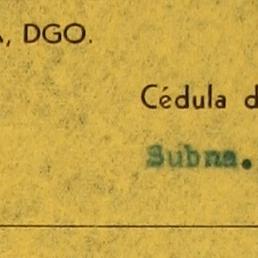 , DGO.
Cédula d
Subna.